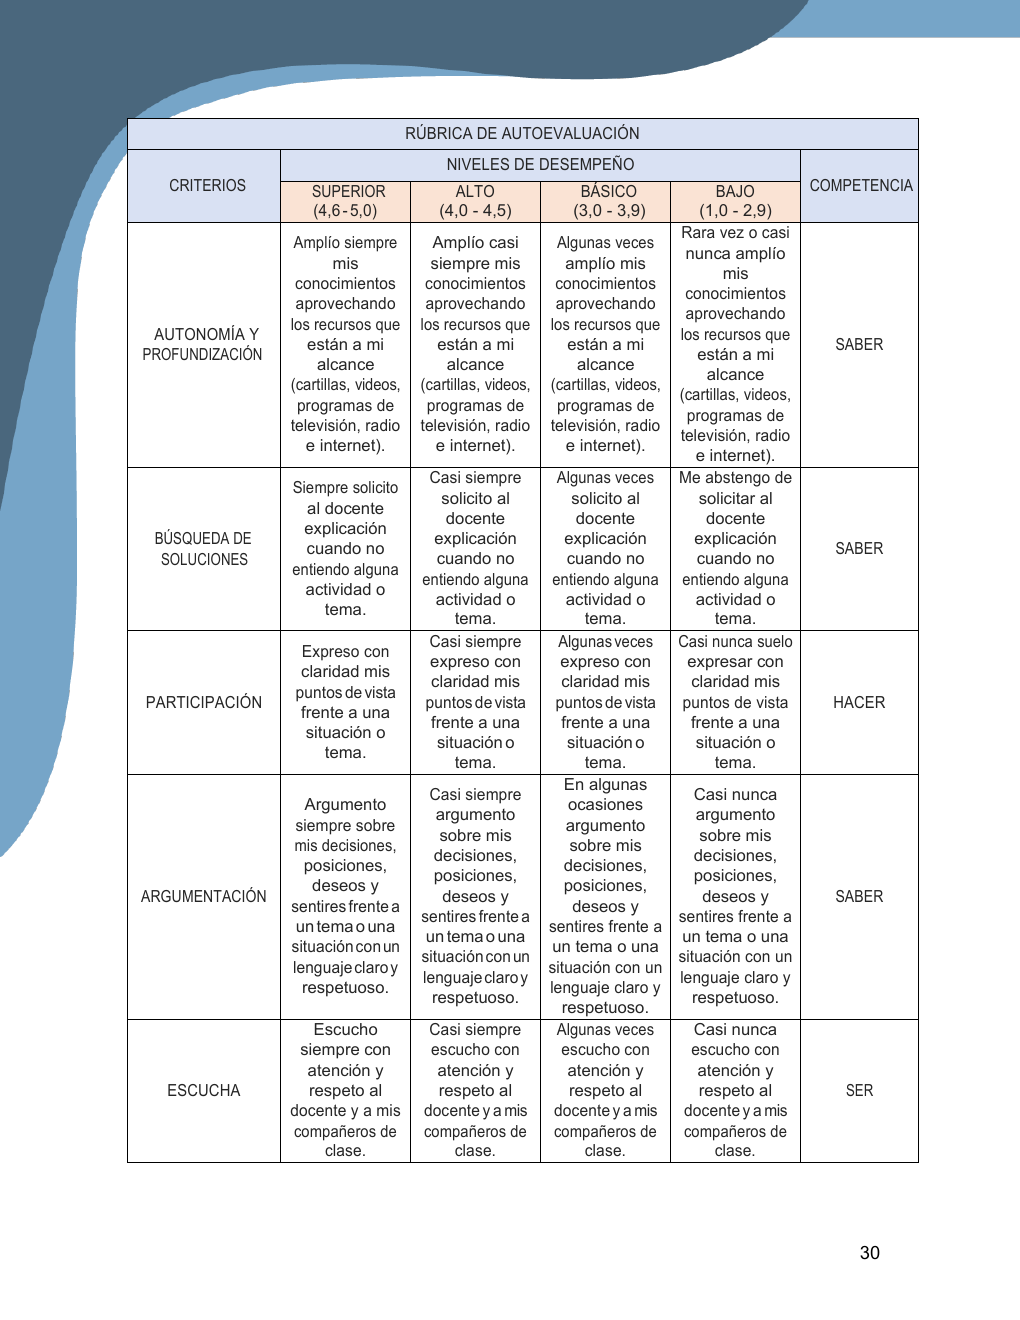 RÚBRICA DE AUTOEVALUACIÓN
CRITERIOS
NIVELES DE DESEMPEÑO
COMPETENCIA
SUPERIOR
(4,6-5,0)
ALTO
(4,0 - 4,5)
BÁSICO
(3,0 - 3,9)
BAJO
(1,0 - 2,9)
AUTONOMÍA Y
PROFUNDIZACIÓN
Amplío siempre
mis
conocimientos
aprovechando
los recursos que
están a mi
alcance
(cartillas, videos,
programas de
televisión, radio
e internet).
Amplío casi
siempre mis
conocimientos
aprovechando
los recursos que
están a mi
alcance
(cartillas, videos,
programas de
televisión, radio
e internet).
Algunas veces
amplío mis
conocimientos
aprovechando
los recursos que
están a mi
alcance
(cartillas, videos,
programas de
televisión, radio
e internet).
Rara vez o casi
nunca amplío
mis
conocimientos
aprovechando
los recursos que
están a mi
alcance
(cartillas, videos,
programas de
televisión, radio
e internet).
SABER
BÚSQUEDA DE
SOLUCIONES
Siempre solicito
al docente
explicación
cuando no
entiendo alguna
actividad o
tema.
Casi siempre
solicito al
docente
explicación
cuando no
entiendo alguna
actividad o
tema.
Algunas veces
solicito al
docente
explicación
cuando no
entiendo alguna
actividad o
tema.
Me abstengo de
solicitar al
docente
explicación
cuando no
entiendo alguna
actividad o
tema.
SABER
PARTICIPACIÓN
Expreso con
claridad mis
puntos de vista
frente a una
situación o
tema.
Casi siempre
expreso con
claridad mis
puntos de vista
frente a una
situación o
tema.
Algunas veces
expreso con
claridad mis
puntos de vista
frente a una
situación o
tema.
Casi nunca suelo
expresar con
claridad mis
puntos de vista
frente a una
situación o
tema.
HACER
ARGUMENTACIÓN
Argumento
siempre sobre
mis decisiones,
posiciones,
deseos y
sentires frente a
un tema o una
situación con un
lenguaje claro y
respetuoso.
Casi siempre
argumento
sobre mis
decisiones,
posiciones,
deseos y
sentires frente a
un tema o una
situación con un
lenguaje claro y
respetuoso.
En algunas
ocasiones
argumento
sobre mis
decisiones,
posiciones,
deseos y
sentires frente a
un tema o una
situación con un
lenguaje claro y
respetuoso.
Casi nunca
argumento
sobre mis
decisiones,
posiciones,
deseos y
sentires frente a
un tema o una
situación con un
lenguaje claro y
respetuoso.
SABER
ESCUCHA
Escucho
siempre con
atención y
respeto al
docente y a mis
compañeros de
clase.
Casi siempre
escucho con
atención y
respeto al
docente y a mis
compañeros de
clase.
Algunas veces
escucho con
atención y
respeto al
docente y a mis
compañeros de
clase.
Casi nunca
escucho con
atención y
respeto al
docente y a mis
compañeros de
clase.
SER
30